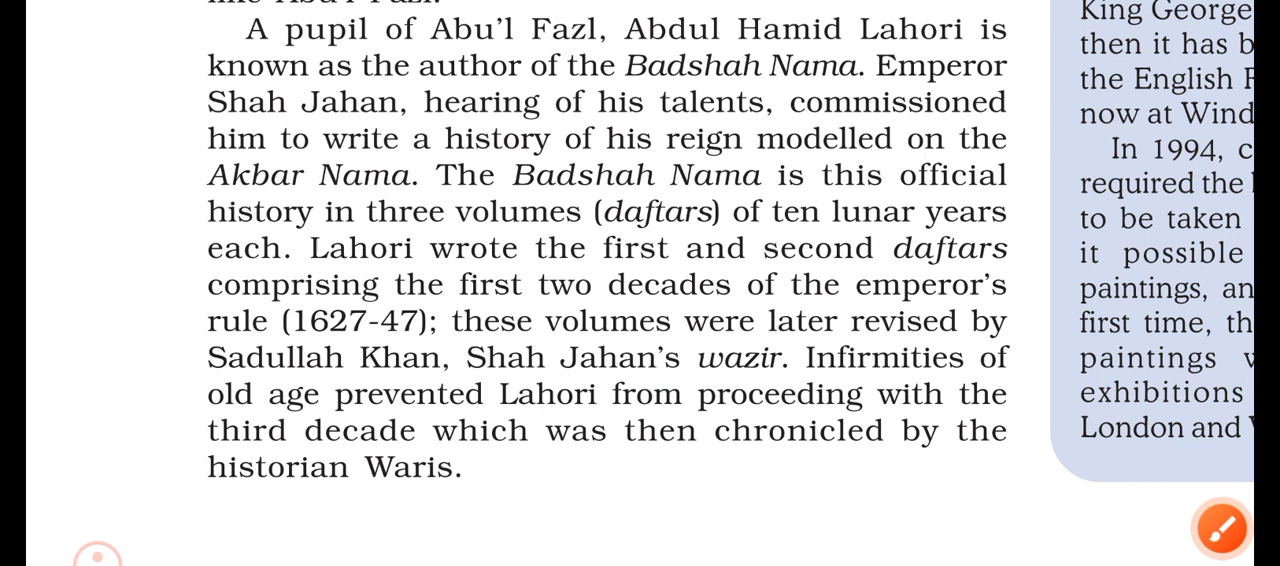 A pupil of Abu'l Fazl, Abdul Hamid Lahori is
known as the author of the Badshah Nama. Emperor
Shah Jahan, hearing of his talents, commissioned
him to write a history of his reign modelled on the
Akbar Nama. The Badshah Nama is this official
history in three volumes (daftars) of ten lunar years
each. Lahori wrote the first and second daftars
comprising the first two decades of the emperor's
rule (1627-47); these volumes were later revised by
Sadullah Khan, Shah Jahan's wazir. Infirmities of
old age prevented Lahori from proceeding with the
third decade which was then chronicled by the
historian Waris.
King George
then it has
the English
now at
In 1994,
required the
to be taken
it possible
paintings,
first time,
paintings
exhibitions
London and